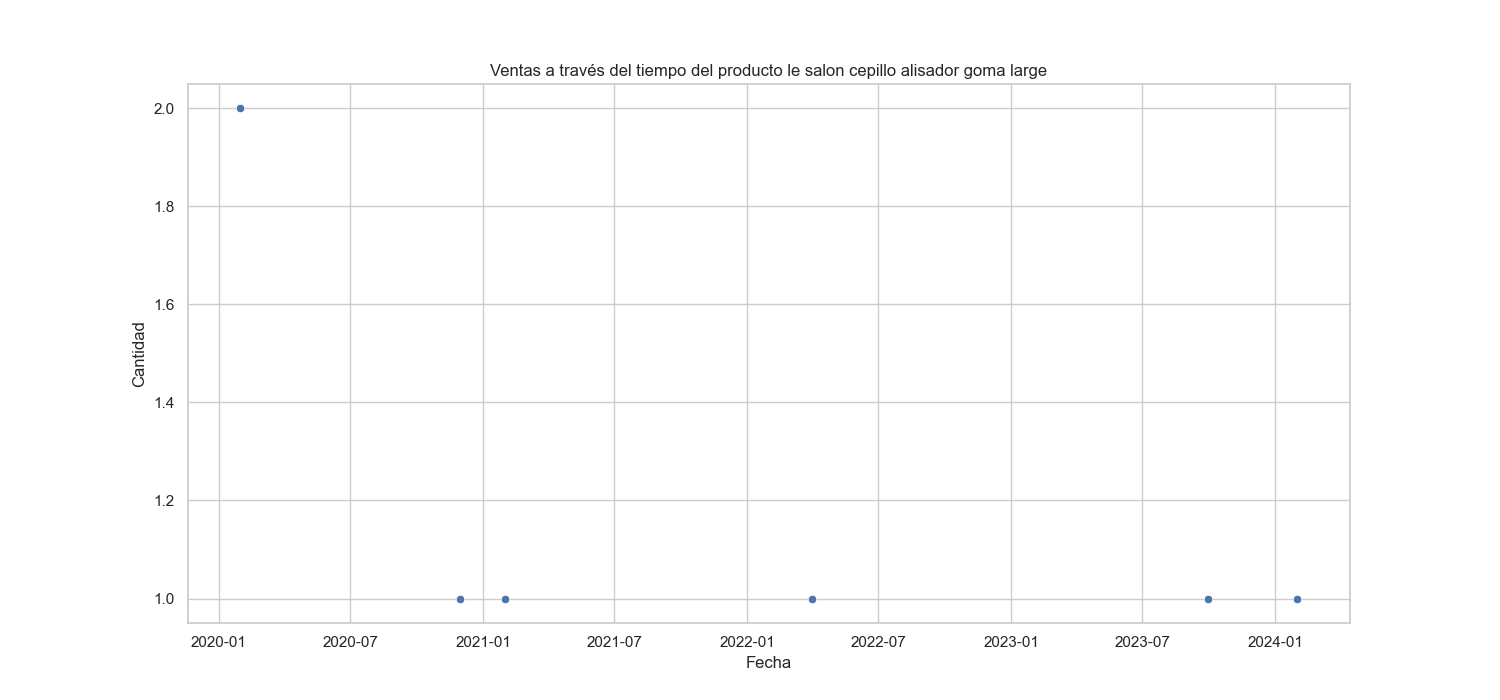 Ventas a través del tiempo del producto le salon cepillo alisador goma large
2.0
1.8
1.6
1.4
1.2
1.0
Cantidad
2020-01 2020-07 2021-01 2021-07 2022-01 2022-07 2023-01 2023-07 2024-01
Fecha